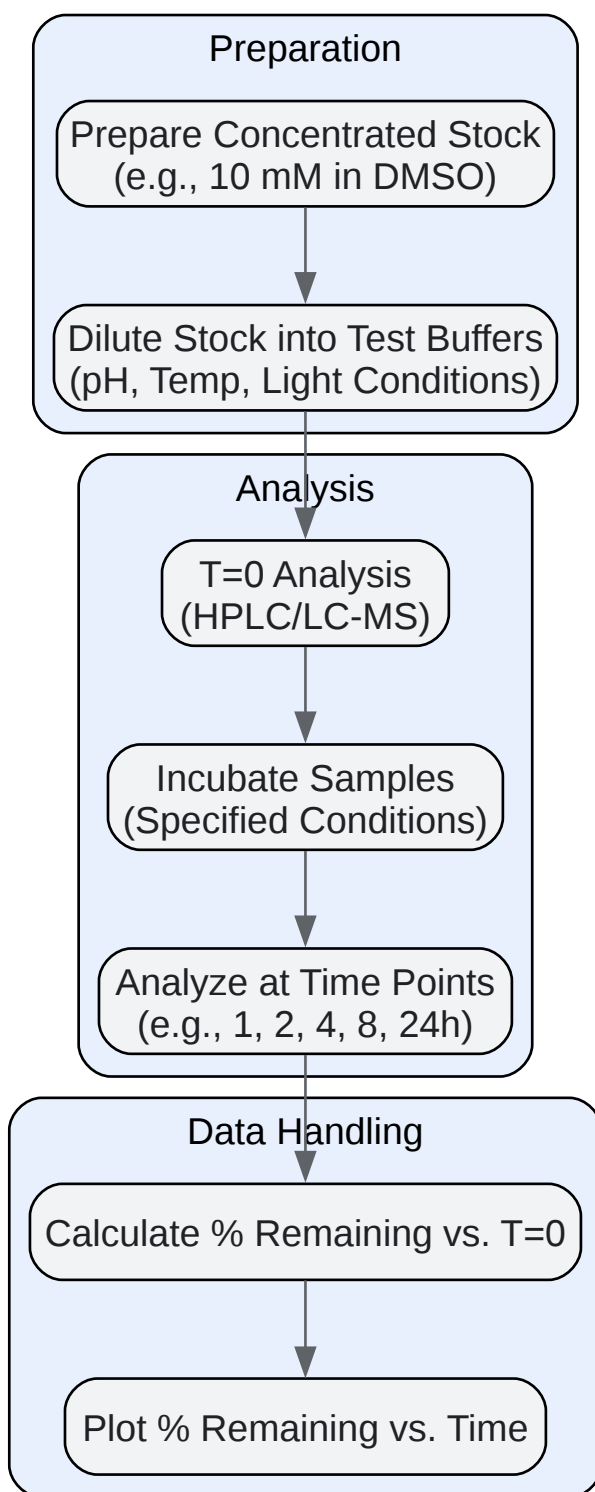 Preparation
Prepare Concentrated Stock
(e.g., 10 mM in DMSO)
Dilute Stock into Test Buffers
(pH, Temp, Light Conditions)
Analysis
T=0 Analysis
(HPLC/LC-MS)
Incubate Samples
(Specified Conditions)
Analyze at Time Points
(e.g., 1, 2, 4, 8, 24h)
Data Handling
Calculate % Remaining vs. T=0
Plot % Remaining vs. Time